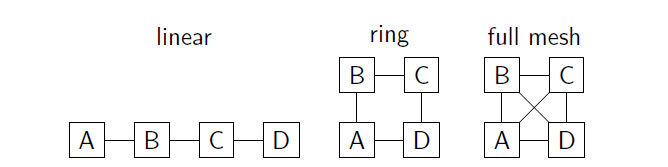 linear
ring
full mesh
B C
B C
A B C D
A D
A D